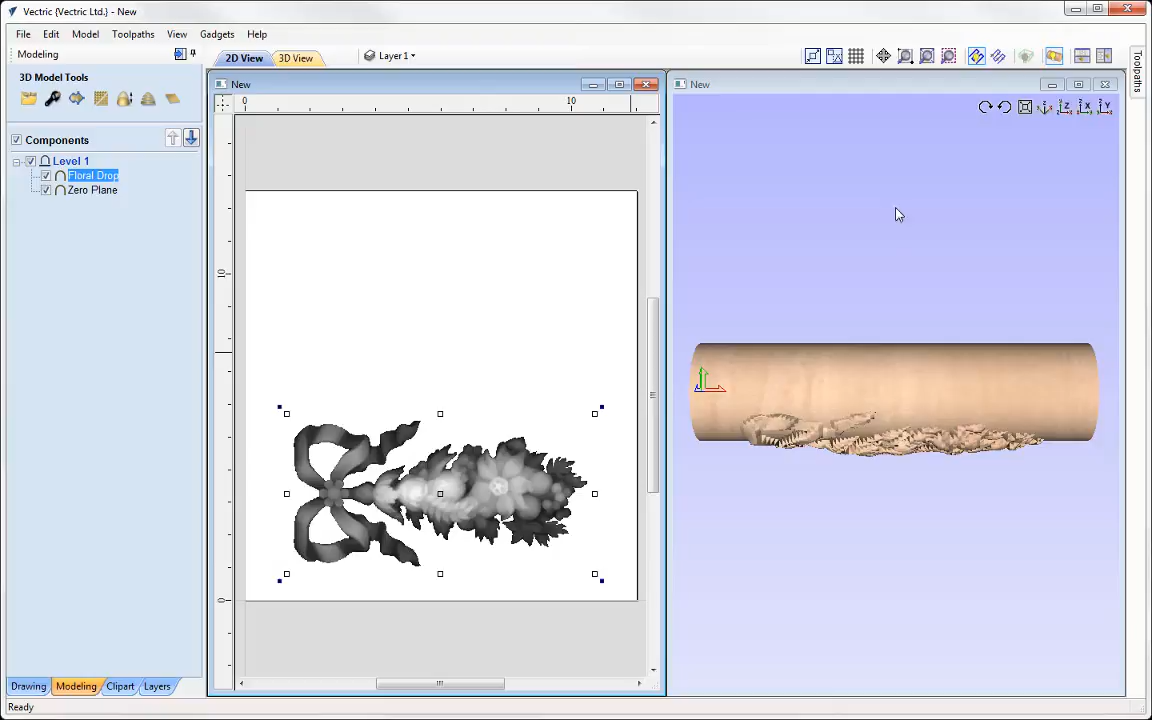 Vectric {Vectric Ltd.} - New
File Edit Model Toolpaths View Gadgets Help
Modeling
2D View 3D View Layer 1
3D Model Tools
New
New
Toolpaths
0 10
Components
Level 1
Floral Drop
Zero Plane
10
0
Drawing Modeling Clipart Layers
Ready